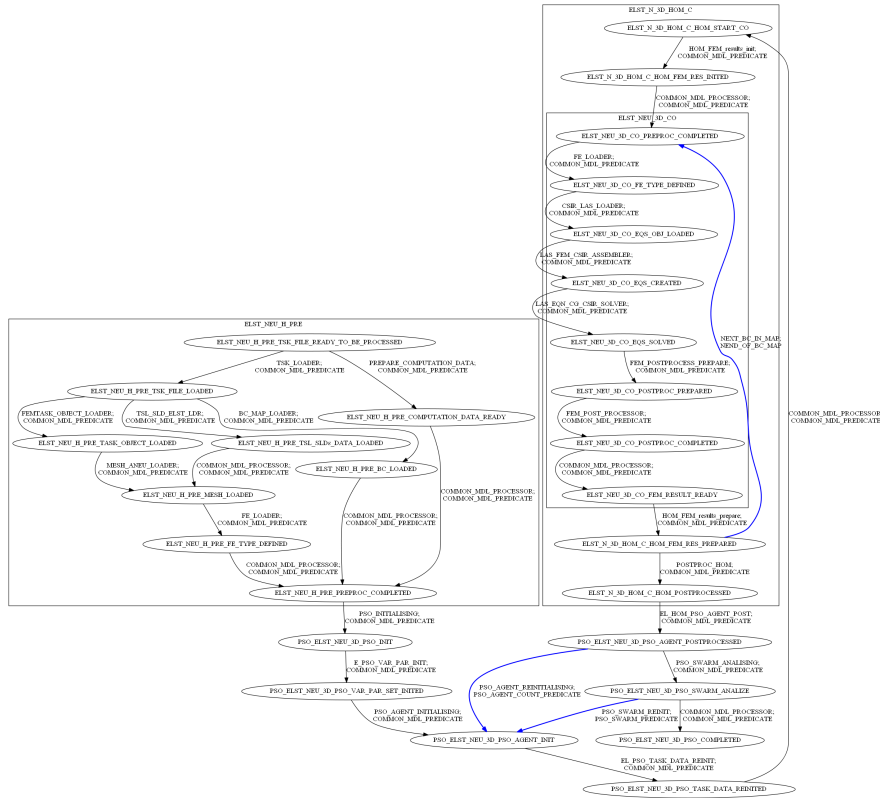 ELST_N_3D_HOM_C
ELST_N_3D_HOM_C_HOM_START_CO
HOM_FEM_results_init;
COMMON_MDL_PREDICATE
ELST_N_3D_HOM_C_HOM_FEM_RES_INITED
COMMON_MDL_PROCESSOR;
COMMON_MDL_PREDICATE
ELST_NEU_3D_CO
ELST_NEU_3D_CO_PREPROC_COMPLETED
FE_LOADER;
COMMON_MDL_PREDICATE
ELST_NEU_3D_CO_FE_TYPE_DEFINED
CSIR_LAS_LOADER;
COMMON_MDL_PREDICATE
ELST_NEU_3D_CO_EQS_OBJ_LOADED
LAS_FEM_CSIR_ASSEMBLER;
COMMON_MDL_PREDICATE
ELST_NEU_3D_CO_EQS_CREATED
LAS_EQN_CG_CSIR_SOLVER;
COMMON_MDL_PREDICATE
ELST_NEU_3D_CO_EQS_SOLVED
FEM_POSTPROCESS_PREPARE;
COMMON_MDL_PREDICATE
ELST_NEU_3D_CO_POSTPROC_PREPARED
FEM_POST_PROCESSOR;
COMMON_MDL_PREDICATE
ELST_NEU_3D_CO_POSTPROC_COMPLETED
COMMON_MDL_PROCESSOR;
COMMON_MDL_PREDICATE
ELST_NEU_3D_CO_FEM_RESULT_READY
HOM_FEM_results_prepare;
COMMON_MDL_PREDICATE
NEXT_BC_IN_MAP;
NEND_OF_BC_MAP
ELST_N_3D_HOM_C_HOM_FEM_RES_PREPARED
POSTPROC_HOM;
COMMON_MDL_PREDICATE
ELST_N_3D_HOM_C_HOM_POSTPROCESSED
ELST_NEU_H_PRE
ELST_NEU_H_PRE_TSK_FILE_READY_TO_BE_PROCESSED
TSK_LOADER;
COMMON_MDL_PREDICATE
PREPARE_COMPUTATION_DATA;
COMMON_MDL_PREDICATE
ELST_NEU_H_PRE_TSK_FILE_LOADED
FEMTASK_OBJECT_LOADER;
COMMON_MDL_PREDICATE
TSL_SLD_ELST_LDR;
COMMON_MDL_PREDICATE
BC_MAP_LOADER;
COMMON_MDL_PREDICATE
ELST_NEU_H_PRE_COMPUTATION_DATA_READY
ELST_NEU_H_PRE_TASK_OBJECT_LOADED
ELST_NEU_H_PRE_TSL_SLDs_DATA_LOADED
MESH_ANEU_LOADER;
COMMON_MDL_PREDICATE
COMMON_MDL_PROCESSOR;
COMMON_MDL_PREDICATE
ELST_NEU_H_PRE_BC_LOADED
ELST_NEU_H_PRE_MESH_LOADED
FE_LOADER;
COMMON_MDL_PREDICATE
COMMON_MDL_PROCESSOR;
COMMON_MDL_PREDICATE
COMMON_MDL_PROCESSOR;
COMMON_MDL_PREDICATE
ELST_NEU_H_PRE_FE_TYPE_DEFINED
COMMON_MDL_PROCESSOR;
COMMON_MDL_PREDICATE
ELST_NEU_H_PRE_PREPROC_COMPLETED
PSO_INITIALISING;
COMMON_MDL_PREDICATE
PSO_ELST_NEU_3D_PSO_INIT
E_PSO_VAR_PAR_INIT;
COMMON_MDL_PREDICATE
PSO_ELST_NEU_3D_PSO_VAR_PAR_SET_INITED
PSO_AGENT_INITIALISING;
COMMON_MDL_PREDICATE
EL_HOM_PSO_AGENT_POST;
COMMON_MDL_PREDICATE
PSO_ELST_NEU_3D_PSO_AGENT_POSTPROCESSED
PSO_AGENT_REINITIALISING;
PSO_AGENT_COUNT_PREDICATE
PSO_SWARM_ANALISING;
COMMON_MDL_PREDICATE
PSO_ELST_NEU_3D_PSO_SWARM_ANALIZE
PSO_SWARM_REINIT;
PSO_SWARM_PREDICATE
COMMON_MDL_PROCESSOR;
COMMON_MDL_PREDICATE
PSO_ELST_NEU_3D_PSO_AGENT_INIT
PSO_ELST_NEU_3D_PSO_COMPLETED
EL_PSO_TASK_DATA_REINIT;
COMMON_MDL_PREDICATE
PSO_ELST_NEU_3D_PSO_TASK_DATA_REINITED
COMMON_MDL_PROCESSOR;
COMMON_MDL_PREDICATE